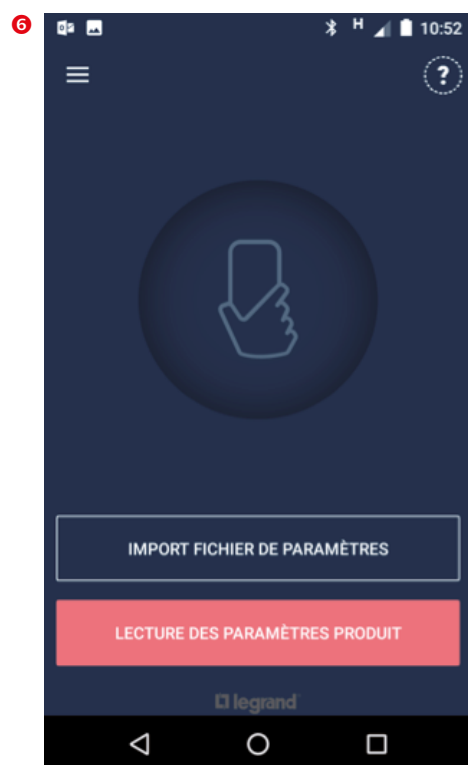 6
H 10:52
?
IMPORT FICHIER DE PARAMÈTRES
LECTURE DES PARAMÈTRES PRODUIT
legrand